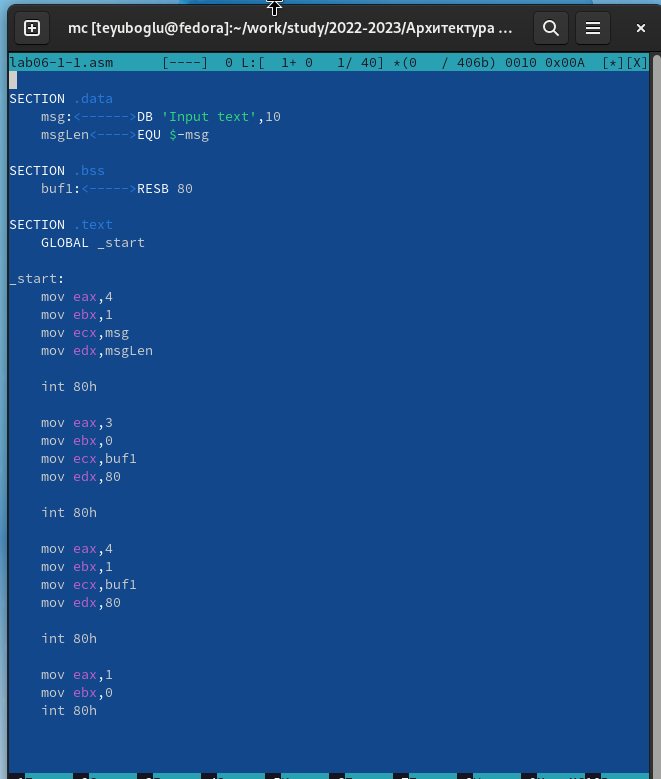 mc [teyuboglu@fedora]:~/work/study/2022-2023/Архитектура ...
lab06-1-1.asm [----] 0 L:[ 1+ 0 1/ 40] *(0 / 406b) 0010 0x00A [*][X]
SECTION .data
msg:<------>DB 'Input text',10
msgLen<---->EQU $-msg
SECTION .bss
buf1:<----->RESB 80
SECTION .text
GLOBAL _start
_start:
mov eax,4
mov ebx,1
mov ecx,msg
mov edx,msgLen
int 80h
mov eax,3
mov ebx,0
mov ecx,buf1
mov edx,80
int 80h
mov eax,4
mov ebx,1
mov ecx,buf1
mov edx,80
int 80h
mov eax,1
mov ebx,0
int 80h